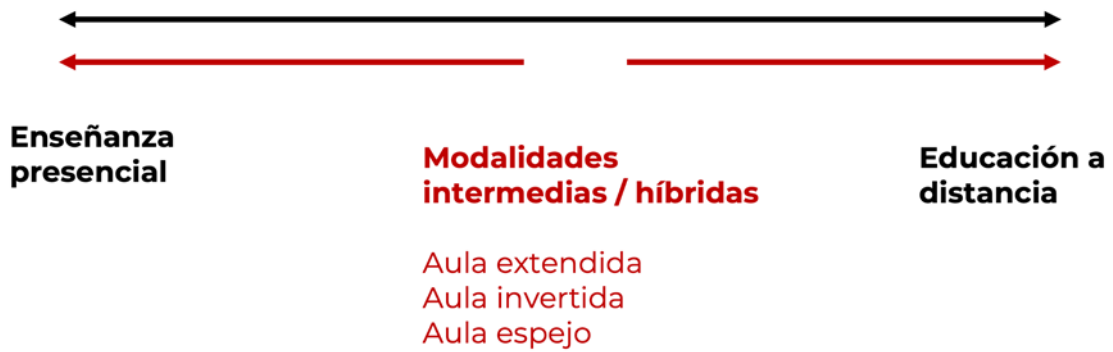 Enseñanza
presencial
Modalidades
intermedias / híbridas
Aula extendida
Aula invertida
Aula espejo
Educación a
distancia